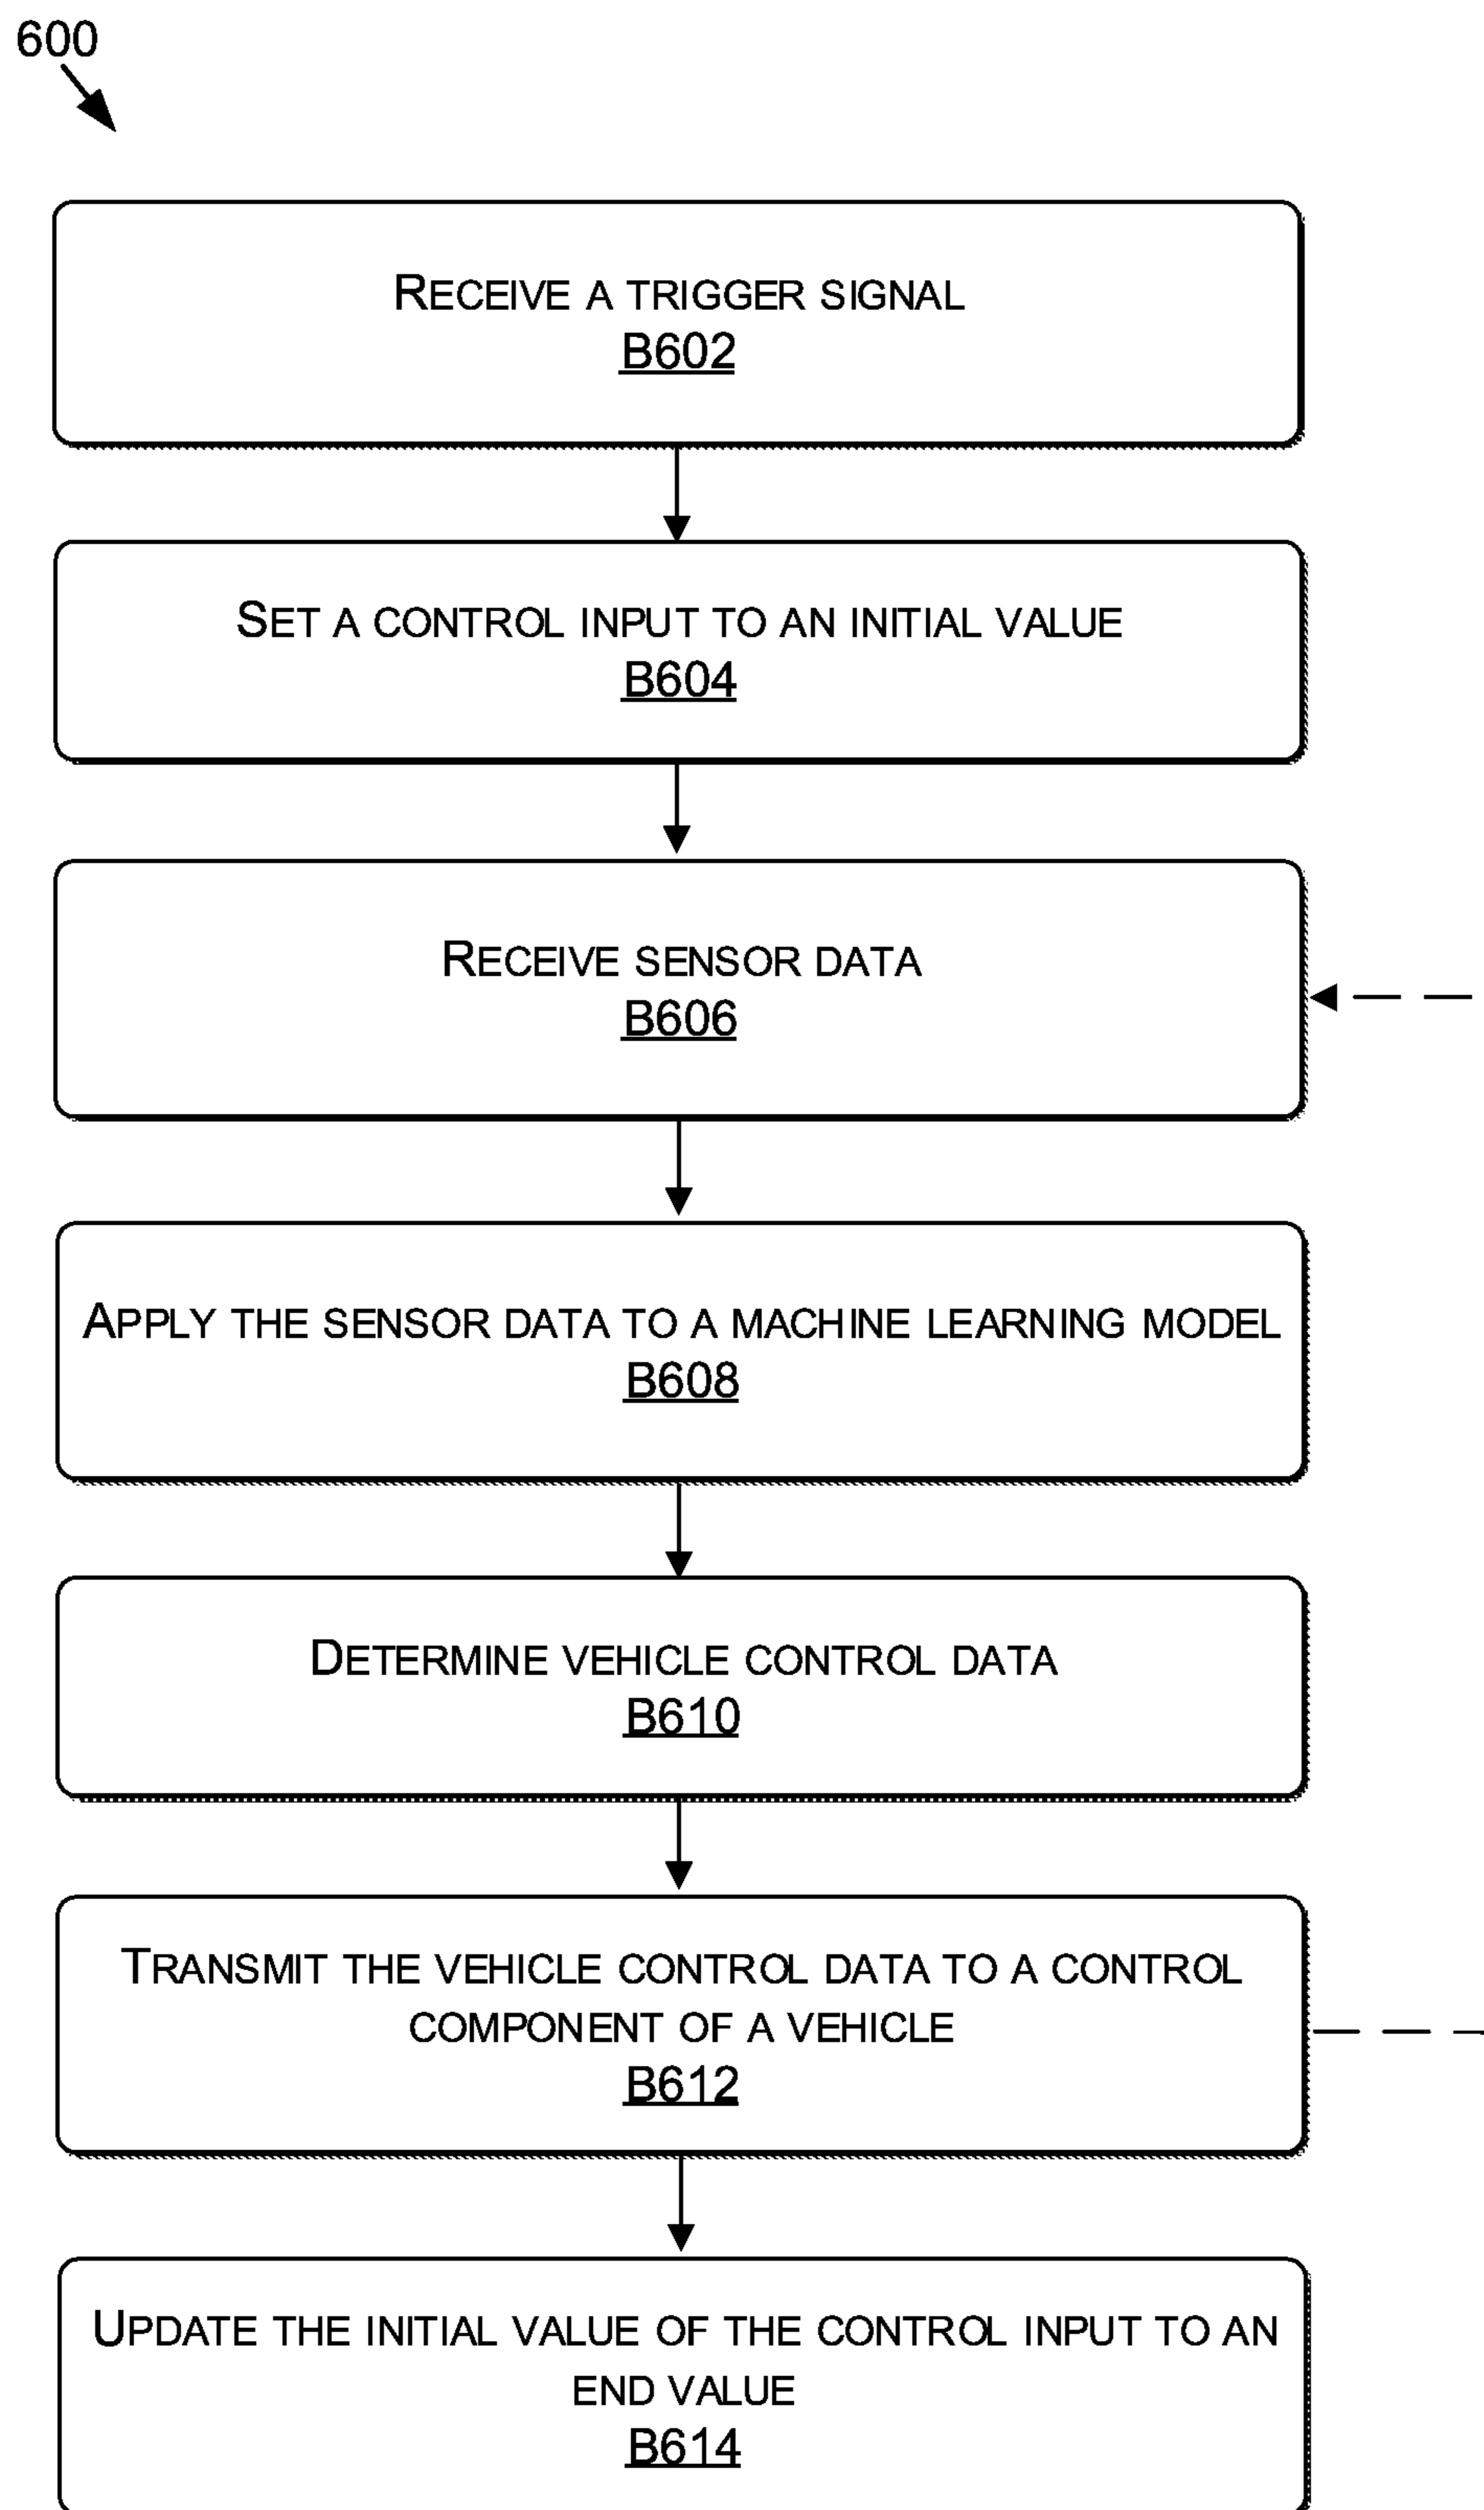 600
RECEIVE A TRIGGER SIGNAL
B602
SET A CONTROL INPUT TO AN INITIAL VALUE
B604
RECEIVE SENSOR DATA
B606
APPLY THE SENSOR DATA TO A MACHINE LEARNING MODEL
B608
DETERMINE VEHICLE CONTROL DATA
B610
TRANSMIT THE VEHICLE CONTROL DATA TO A CONTROL
COMPONENT OF A VEHICLE
B612
UPDATE THE INITIAL VALUE OF THE CONTROL INPUT TO AN
END VALUE
B614